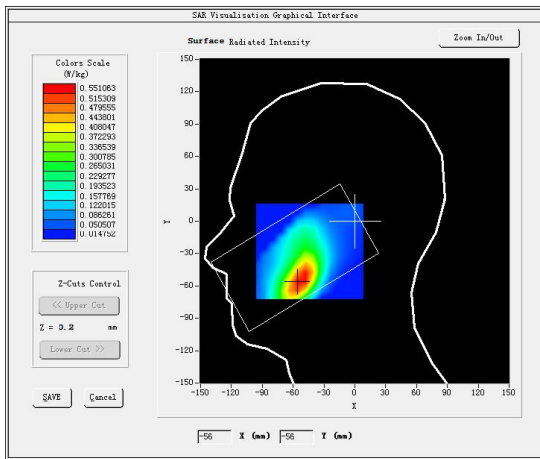 SAR Visualisation Graphical Interface
Surface Radiated Intensity
Zoom In/Out
Colors Scale
(W/kg)
0.551063
0.515309
0.479555
0.443801
0.408047
0.372293
0.336539
0.300785
0.265031
0.229277
0.193523
0.157769
0.122015
0.086261
0.050507
0.014752
Z-Cuts Control
<< Upper Cut
Z = 3.2 mm
Lower Cut >>
SAVE
Cancel
150
120
90
60
30
0
-30
-60
-90
-120
-150
Y
-150 -120 -90 -60 -30 0 30 60 90 120 150
X
-56 X (mm) -56 Y (mm)